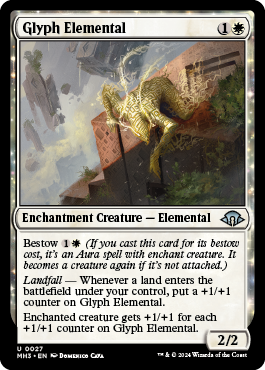 Glyph Elemental 1
Enchantment Creature — Elemental
Bestow 1 (If you cast this card for its bestow
cost, it's an Aura spell with enchant creature. It
becomes a creature again if it's not attached.)
Landfall — Whenever a land enters the
battlefield under your control, put a +1/+1
counter on Glyph Elemental.
Enchanted creature gets +1/+1 for each
+1/+1 counter on Glyph Elemental.
2/2
U 0027
MH3 • EN Domenico Cava
™ & © 2024 Wizards of the Coast